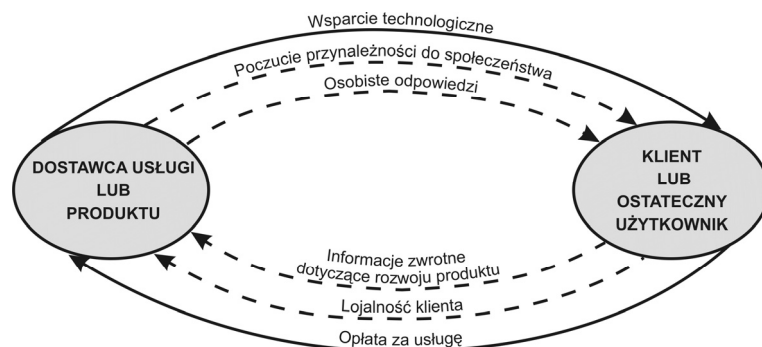 Wsparcie technologiczne
Poczucie przynależności do społeczeństwa
Osobiste odpowiedzi
DOSTAWCA USŁUGI
LUB
PRODUKTU
KLIENT
LUB
OSTATECZNY
UŻYTKOWNIK
Informacje zwrotne
dotyczące rozwoju produktu
Lojalność klienta
Opłata za usługę